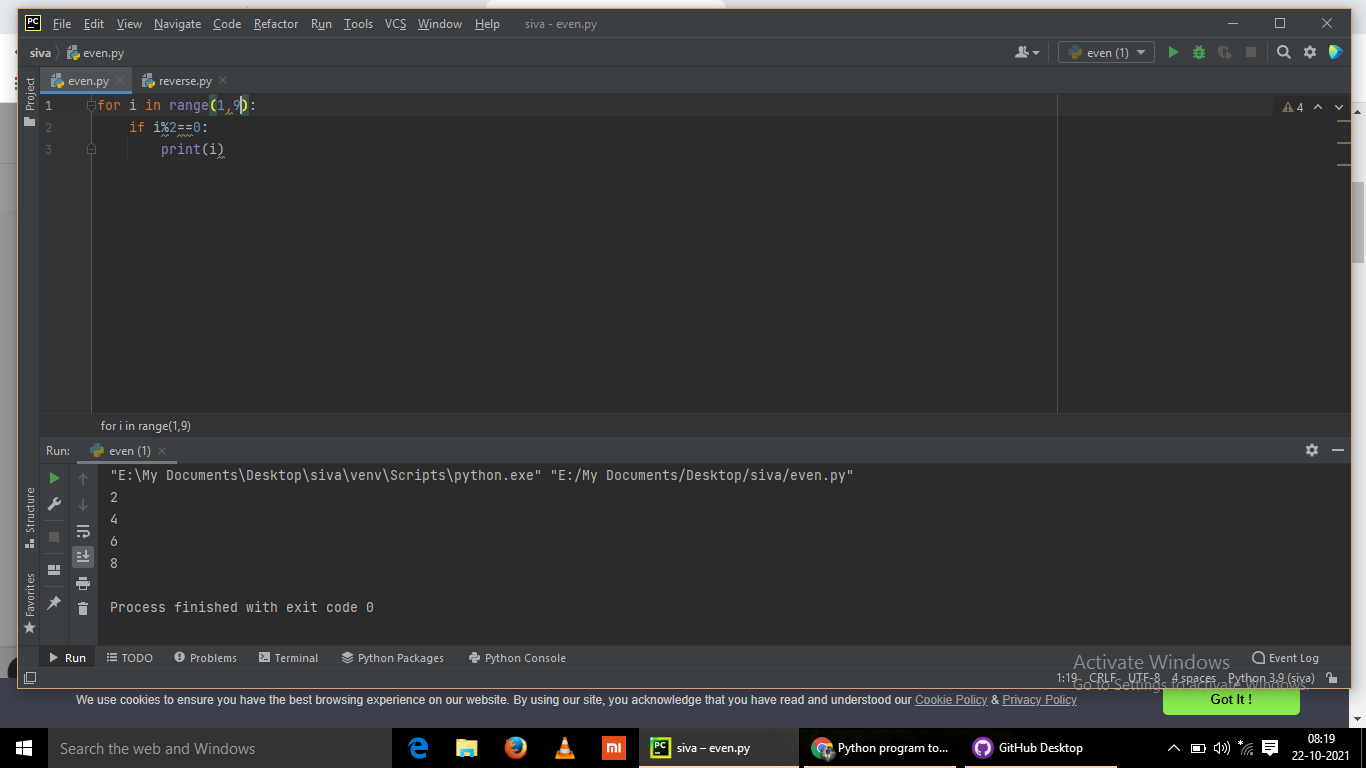 PC File Edit View Navigate Code Refactor Run Tools VCS Window Help siva - even.py
siva even.py even (1)
even.py reverse.py
Project
1 for i in range(1,9): 4
2 if i%2==0:
3 print(i)
for i in range(1,9)
Run: even (1)
"E:\My Documents\Desktop\siva\venv\Scripts\python.exe" "E:/My Documents/Desktop/siva/even.py"
2
4
6
8
Process finished with exit code 0
Structure
Favorites
Run TODO Problems Terminal Python Packages Python Console Event Log
Activate Windows
Go to Settings to activate Windows.
1:19 CRLF UTF-8 4 spaces Python 3.9 (siva)
We use cookies to ensure you have the best browsing experience on our website. By using our site, you acknowledge that you have read and understood our Cookie Policy & Privacy Policy Got It !
Search the web and Windows mi PC siva – even.py Python program to... GitHub Desktop 08:19
22-10-2021